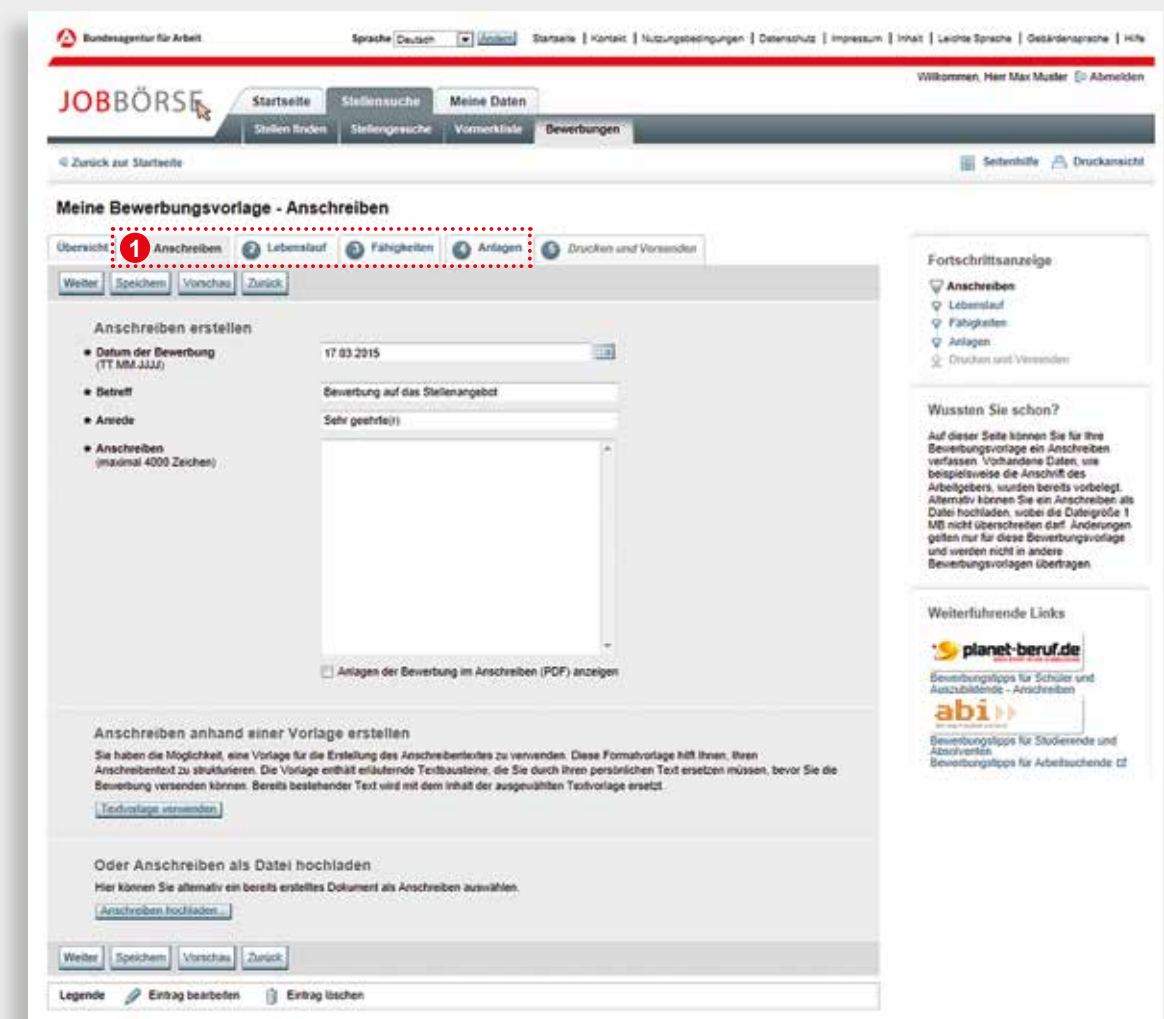 Bundesagentur für Arbeit
Sprache Deutsch Ändern Startseite | Kontakt | Nutzungsbedingungen | Datenschutz | Impressum | Inhalt | Leichte Sprache | Gebärdensprache | Hilfe
Willkommen, Herr Max Muster Abmelden
JOBBÖRSE
Startseite Stellensuche Meine Daten
Stellen finden Stellengesuche Vormerkliste Bewerbungen
Zurück zur Startseite
Seitenhilfe Druckansicht
Meine Bewerbungsvorlage - Anschreiben
Übersicht 1 Anschreiben 2 Lebenslauf 3 Fähigkeiten 4 Anlagen 5 Drucken und Versenden
Weiter Speichern Vorschau Zurück
Anschreiben erstellen
Datum der Bewerbung 17.03.2015
(TT.MM.JJJJ)
Betreff Bewerbung auf das Stellenangebot
Anrede Sehr geehrte(r)
Anschreiben
(maximal 4000 Zeichen)
Anlagen der Bewerbung im Anschreiben (PDF) anzeigen
Anschreiben anhand einer Vorlage erstellen
Sie haben die Möglichkeit, eine Vorlage für die Erstellung des Anschreibentextes zu verwenden. Diese Formatvorlage hilft Ihnen, Ihren
Anschreibentext zu strukturieren. Die Vorlage enthält erläuternde Textbausteine, die Sie durch Ihren persönlichen Text ersetzen müssen, bevor Sie die
Bewerbung versenden können. Bereits bestehender Text wird mit dem Inhalt der ausgewählten Textvorlage ersetzt.
Textvorlage verwenden
Oder Anschreiben als Datei hochladen
Hier können Sie alternativ ein bereits erstelltes Dokument als Anschreiben auswählen.
Anschreiben hochladen...
Weiter Speichern Vorschau Zurück
Legende Eintrag bearbeiten Eintrag löschen
Fortschrittsanzeige
Anschreiben
Lebenslauf
Fähigkeiten
Anlagen
Drucken und Versenden
Wussten Sie schon?
Auf dieser Seite können Sie für Ihre
Bewerbungsvorlage ein Anschreiben
verfassen. Vorhandene Daten, wie
beispielsweise die Anschrift des
Arbeitgebers, wurden bereits vorbelegt.
Alternativ können Sie ein Anschreiben als
Datei hochladen, wobei die Dateigröße 1
MB nicht überschreiten darf. Änderungen
gelten nur für diese Bewerbungsvorlage
und werden nicht in andere
Bewerbungsvorlagen übertragen.
Weiterführende Links
planet-beruf.de
Bewerbungstipps für Schüler und
Auszubildende - Anschreiben
abi
Bewerbungstipps für Studierende und
Absolventen
Bewerbungstipps für Arbeitsuchende